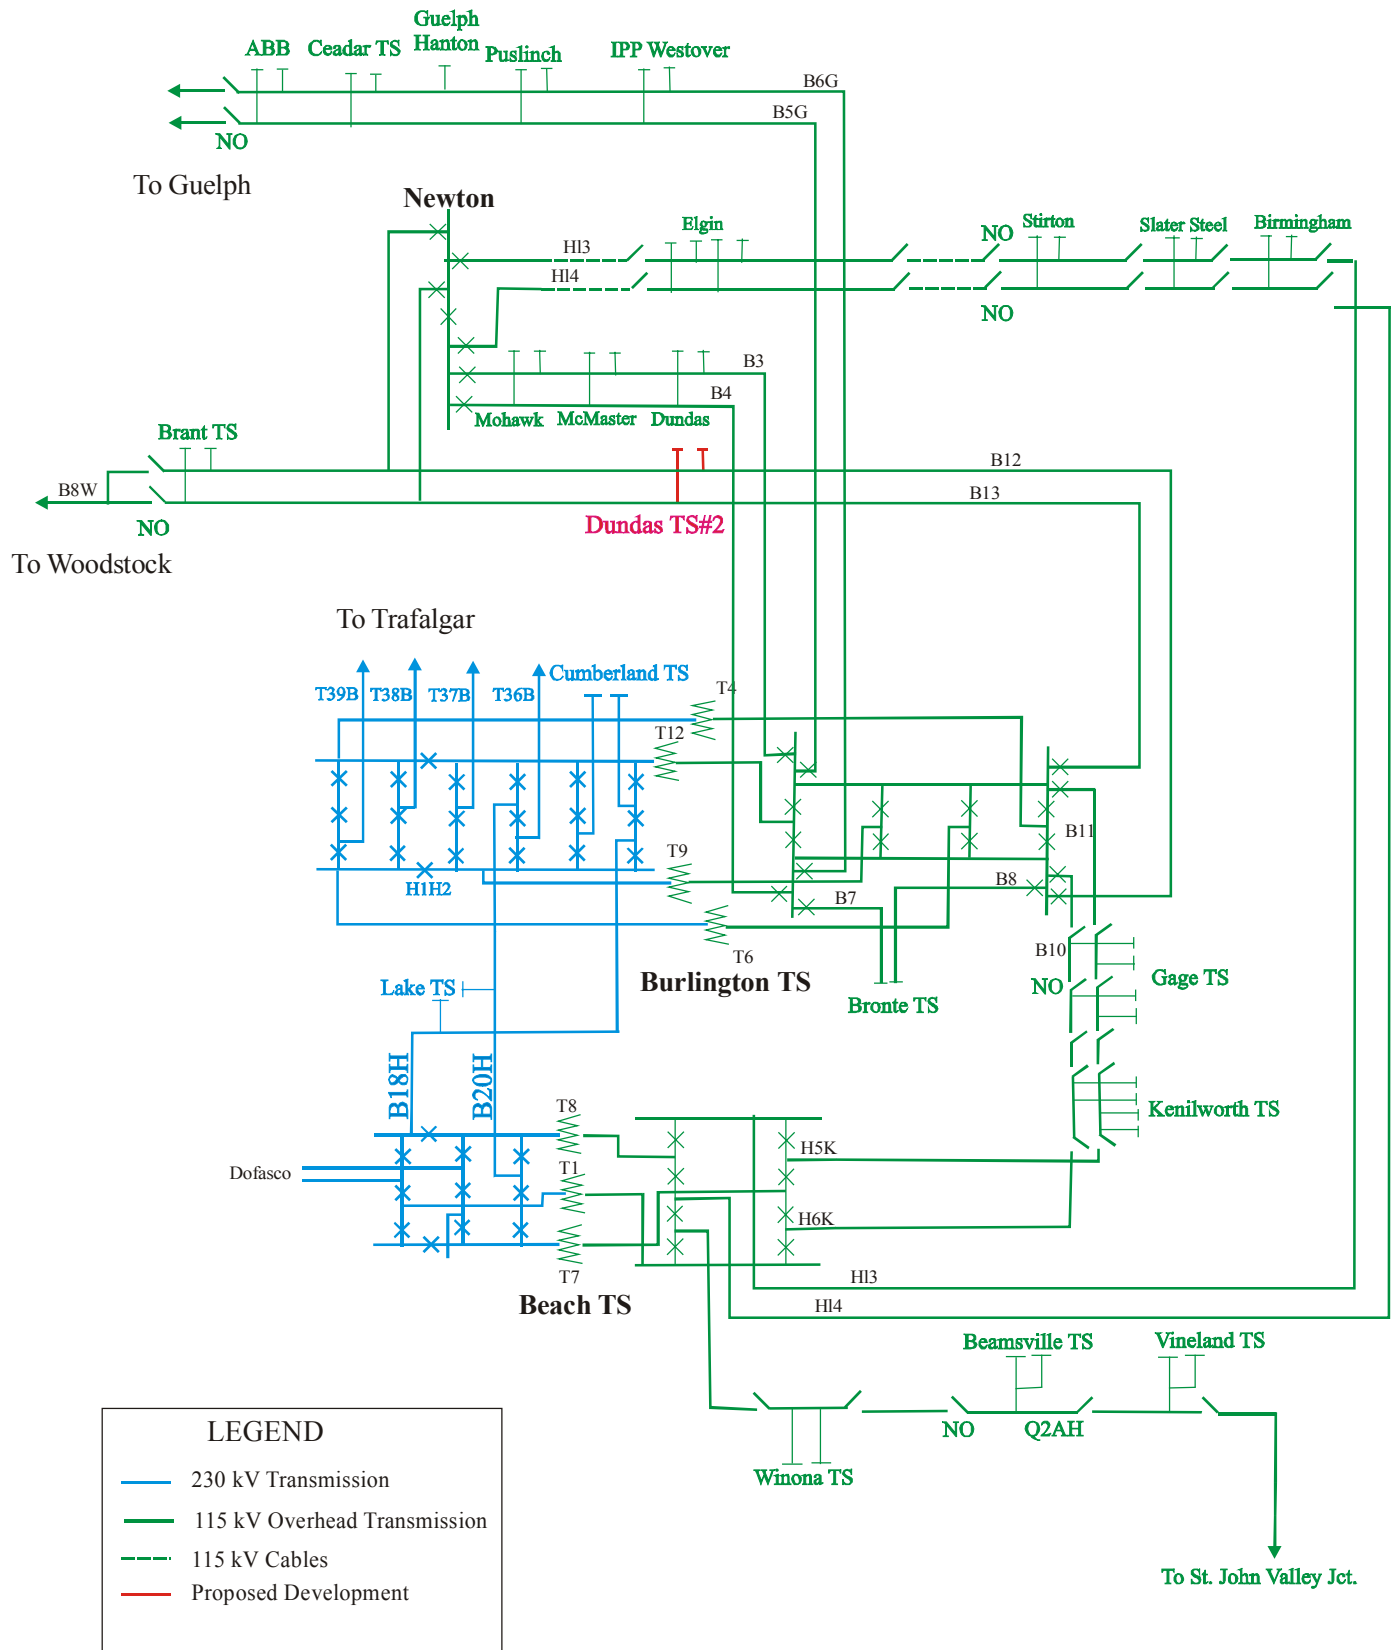 Guelph
Hanton
ABB
Ceadar TS
Puslinch
IPP Westover
B6G
B5G
NO
To Guelph
Newton
Elgin
Stirton
Slater Steel
Birmingham
Hl3
NO
Hl4
NO
B3
B4
Mohawk
McMaster
Dundas
Brant TS
B12
B8W
B13
NO
Dundas TS#2
To Woodstock
To Trafalgar
Cumberland TS
T39B
T38B
T37B
T36B
T4
T12
B11
T9
H1H2
B7
B8
T6
B10
Burlington TS
Gage TS
Lake TS
NO
Bronte TS
B18H
B20H
T8
Kenilworth TS
H5K
Dofasco
T1
H6K
T7
Hl3
Beach TS
Hl4
Beamsville TS
Vineland TS
NO
Q2AH
Winona TS
To St. John Valley Jct.
LEGEND
230 kV Transmission
115 kV Overhead Transmission
115 kV Cables
Proposed Development